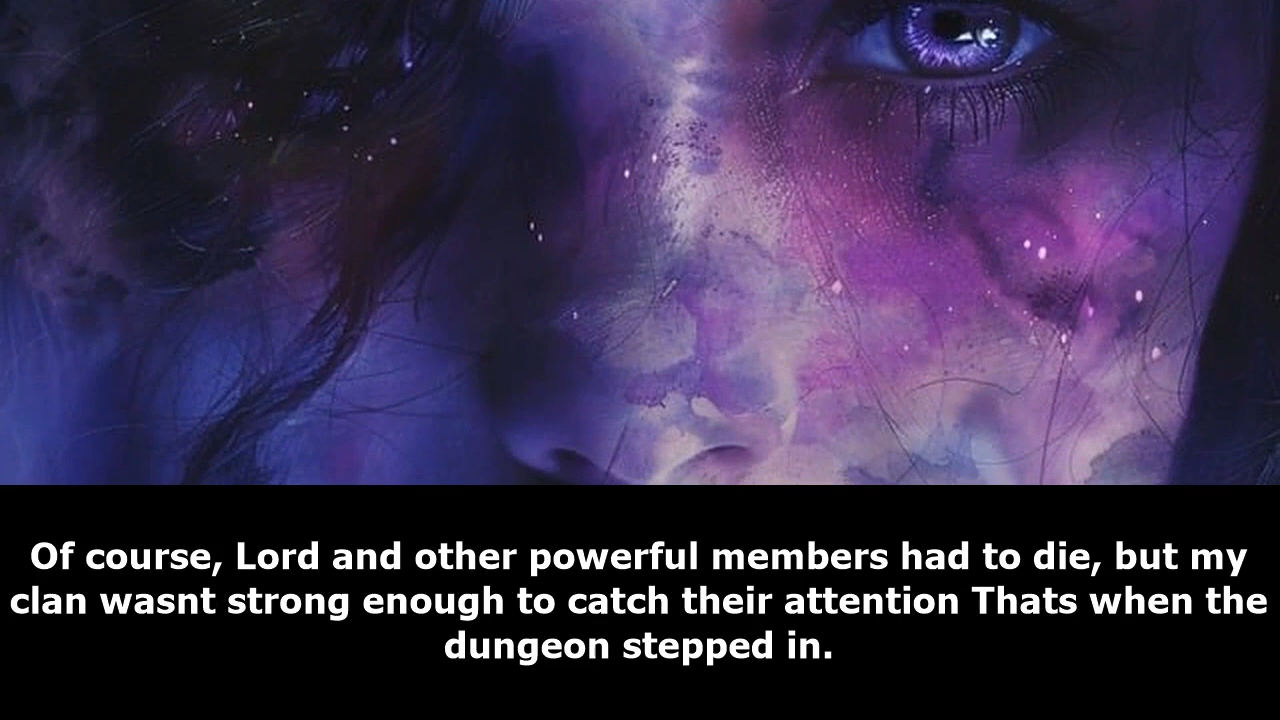 Of course, Lord and other powerful members had to die, but my
clan wasnt strong enough to catch their attention Thats when the
dungeon stepped in.